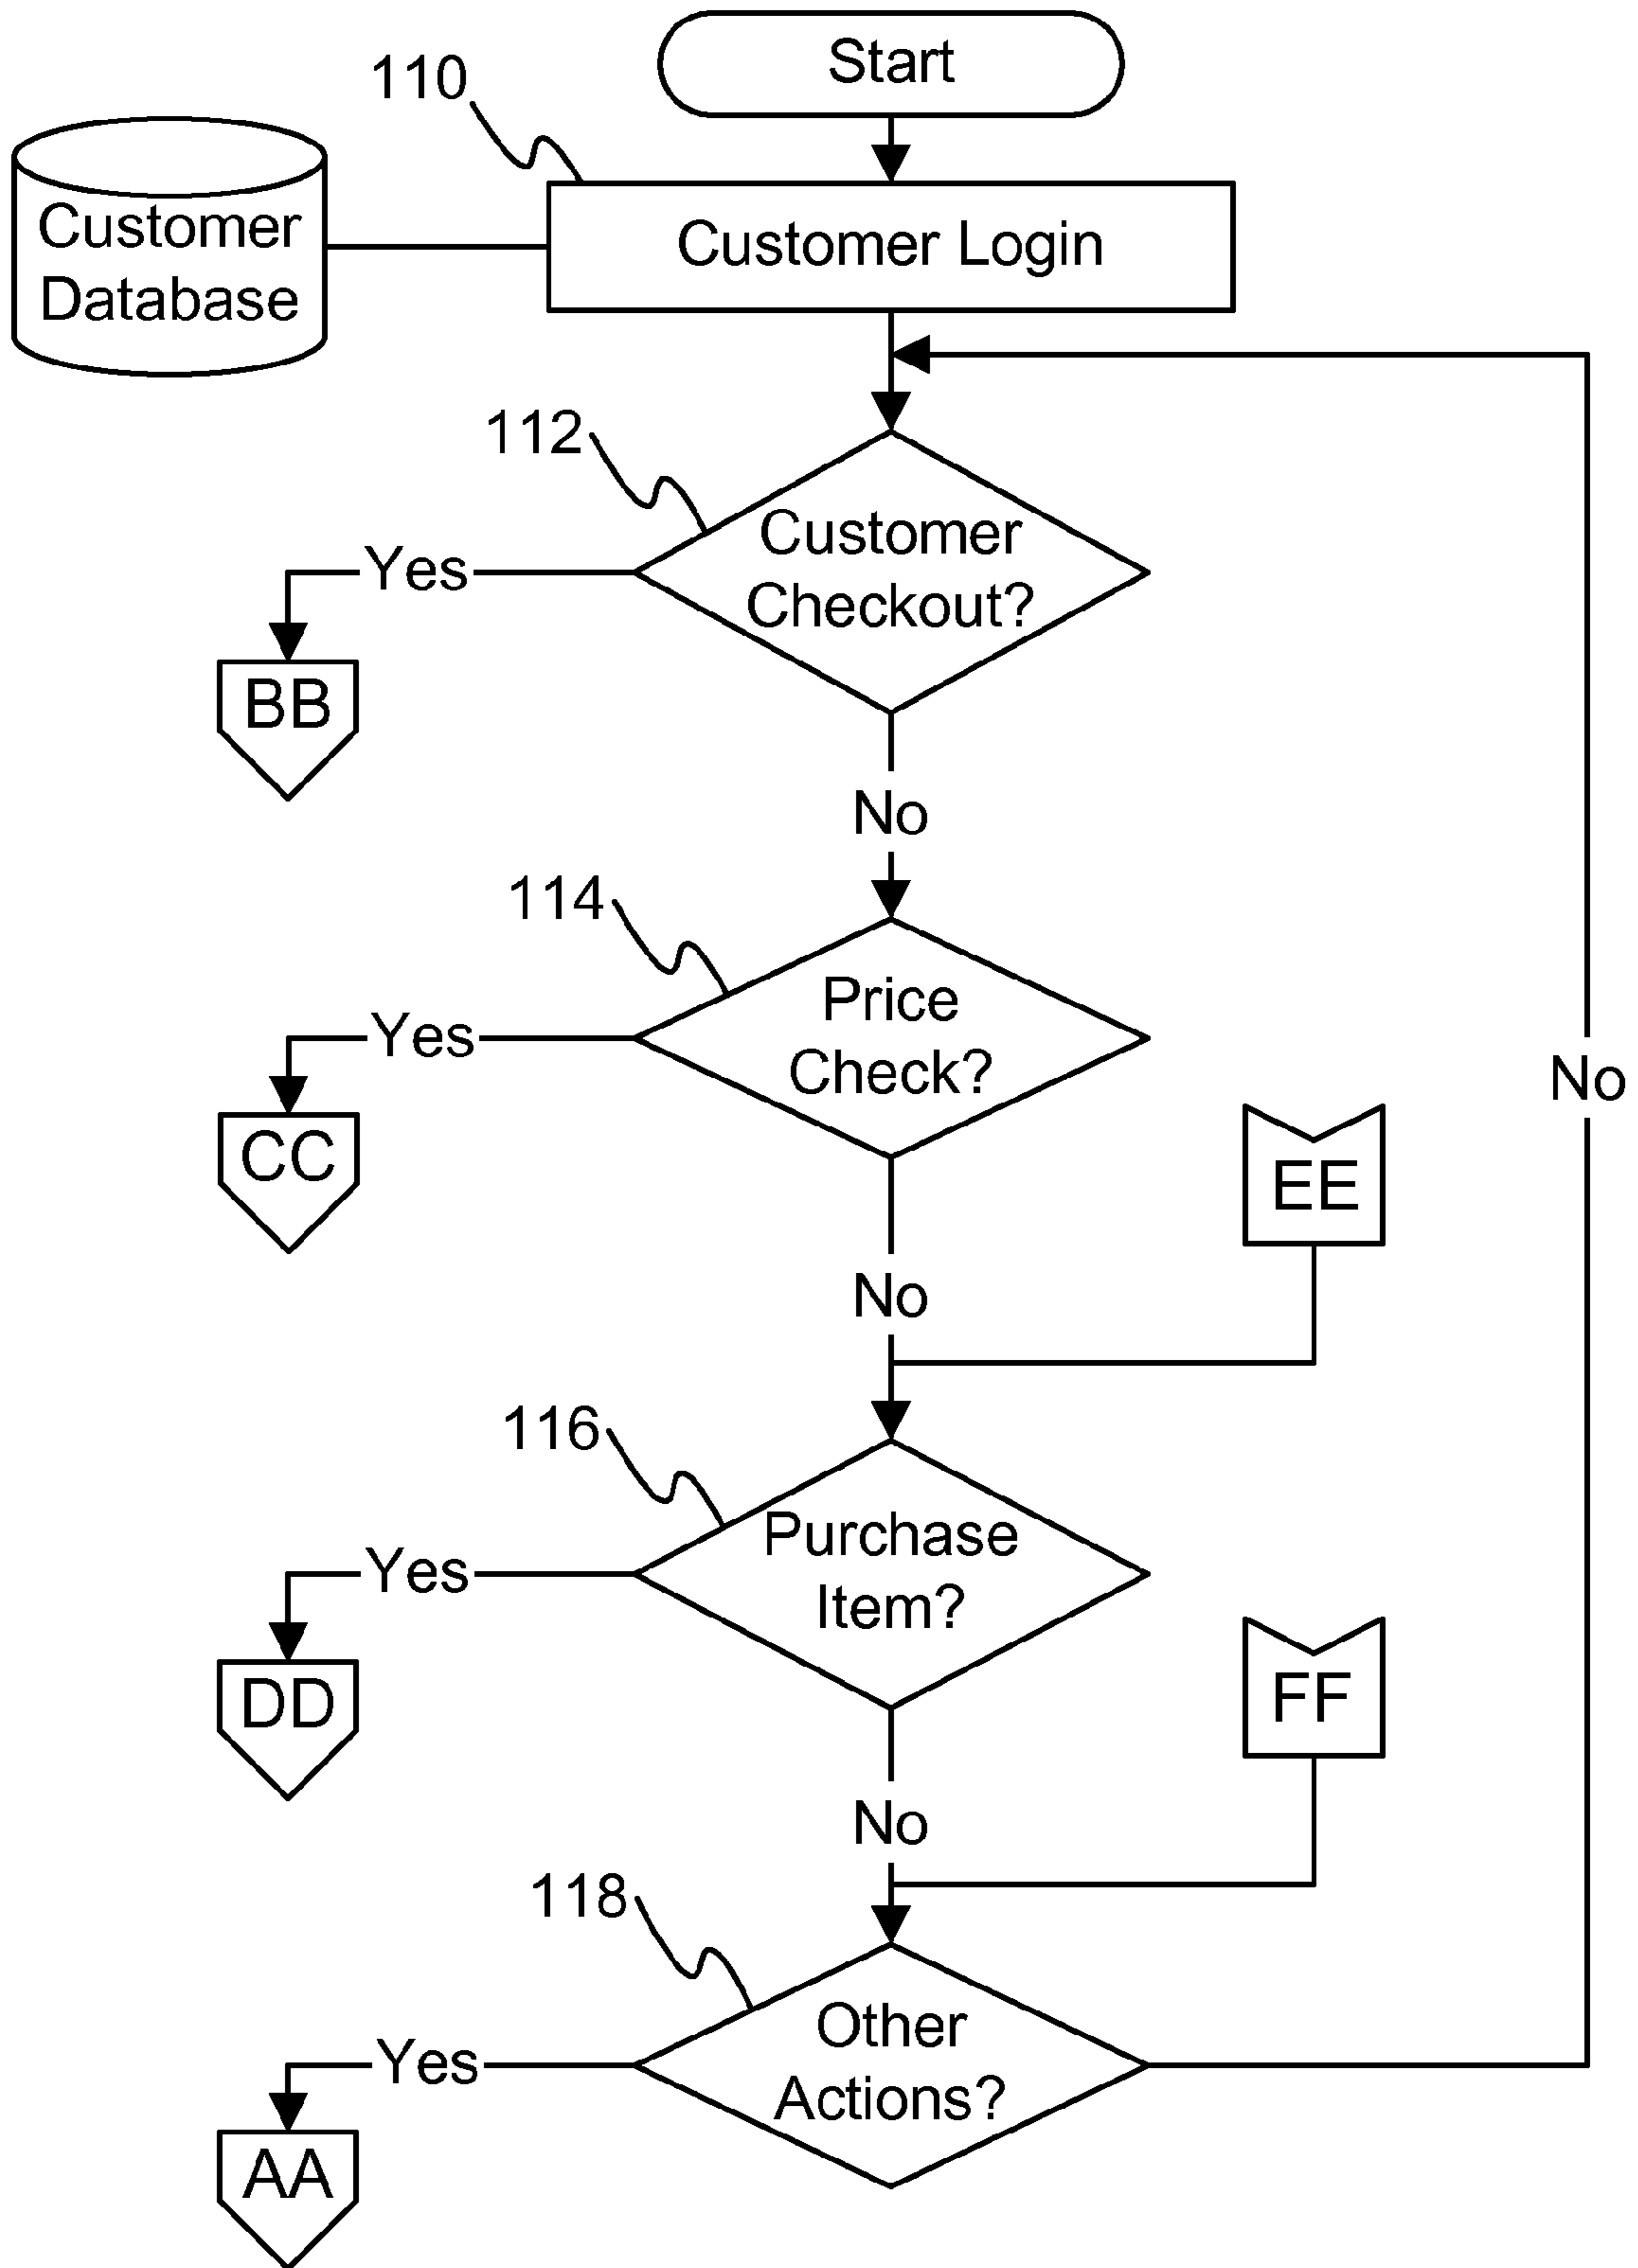 Start
110
Customer
Database
Customer Login
112
Customer
Checkout?
Yes
BB
No
114
Price
Check?
Yes
CC
No
EE
No
116
Purchase
Item?
Yes
DD
FF
No
118
Other
Actions?
Yes
AA